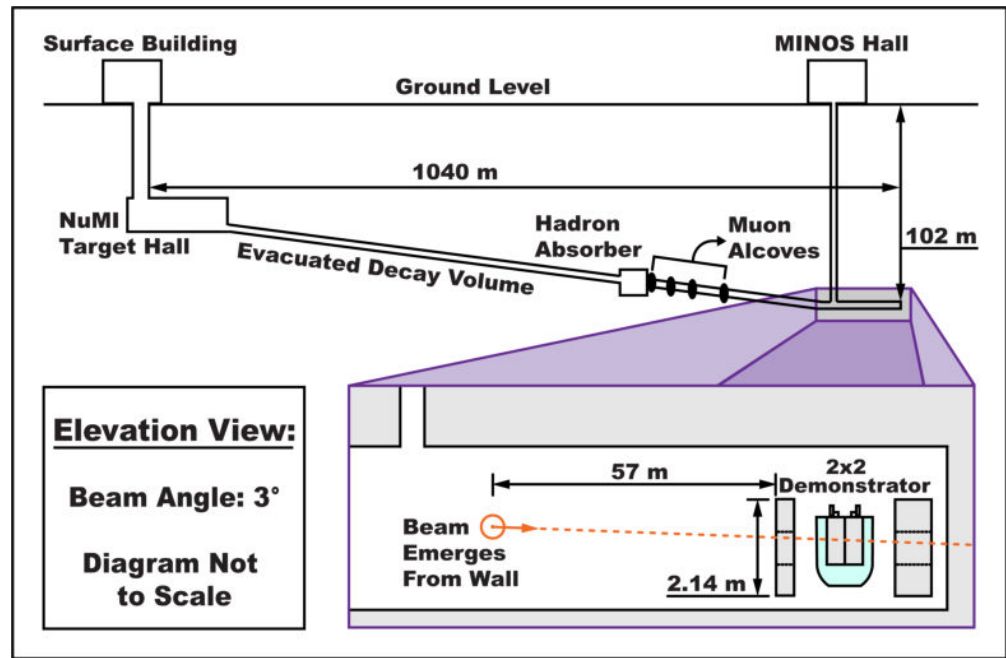 Surface Building
MINOS Hall
Ground Level
1040 m
NuMI
Target Hall
Hadron
Absorber
Muon
Alcoves
102 m
Evacuated Decay Volume
Elevation View:
Beam Angle: 3°
Diagram Not
to Scale
57 m
2x2
Demonstrator
Beam
Emerges
From Wall
2.14 m